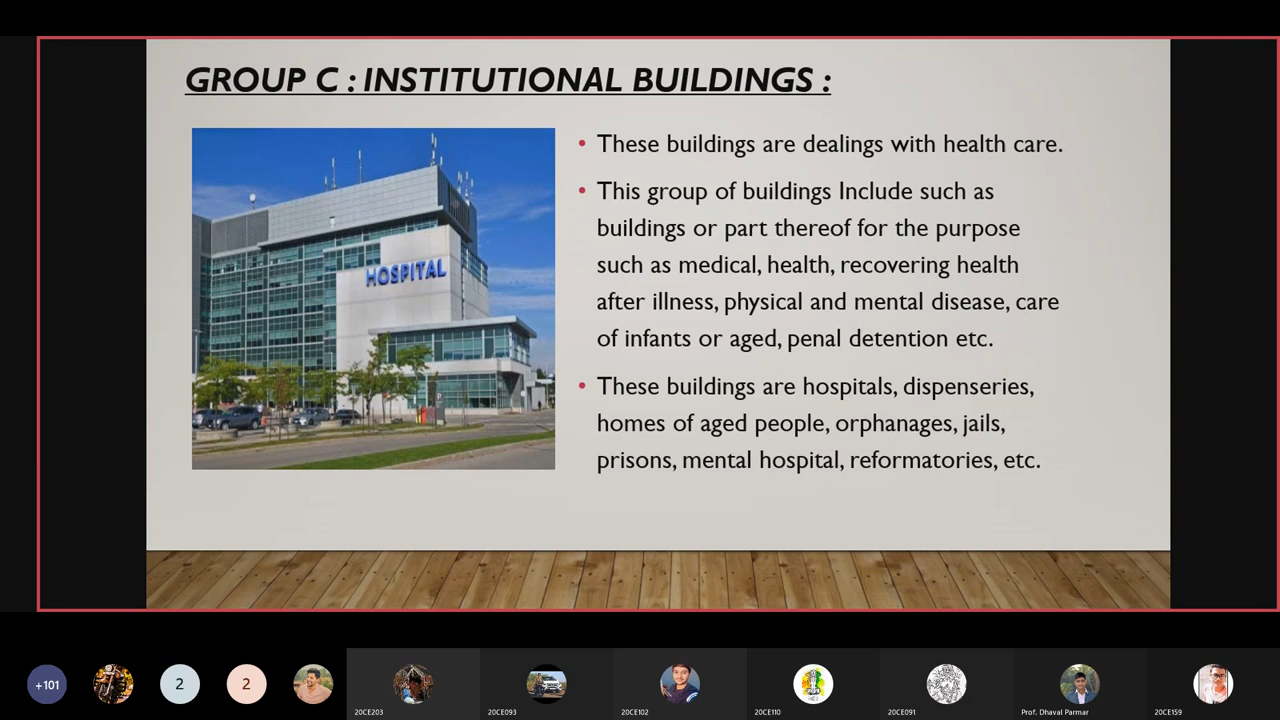 GROUP C : INSTITUTIONAL BUILDINGS :
HOSPITAL
• These buildings are dealings with health care.
• This group of buildings Include such as
buildings or part thereof for the purpose
such as medical, health, recovering health
after illness, physical and mental disease, care
of infants or aged, penal detention etc.
• These buildings are hospitals, dispenseries,
homes of aged people, orphanages, jails,
prisons, mental hospital, reformatories, etc.
+101
2
2
20CE203
20CE093
20CE102
20CE110
20CE091
Prof. Dhaval Parmar
20CE159